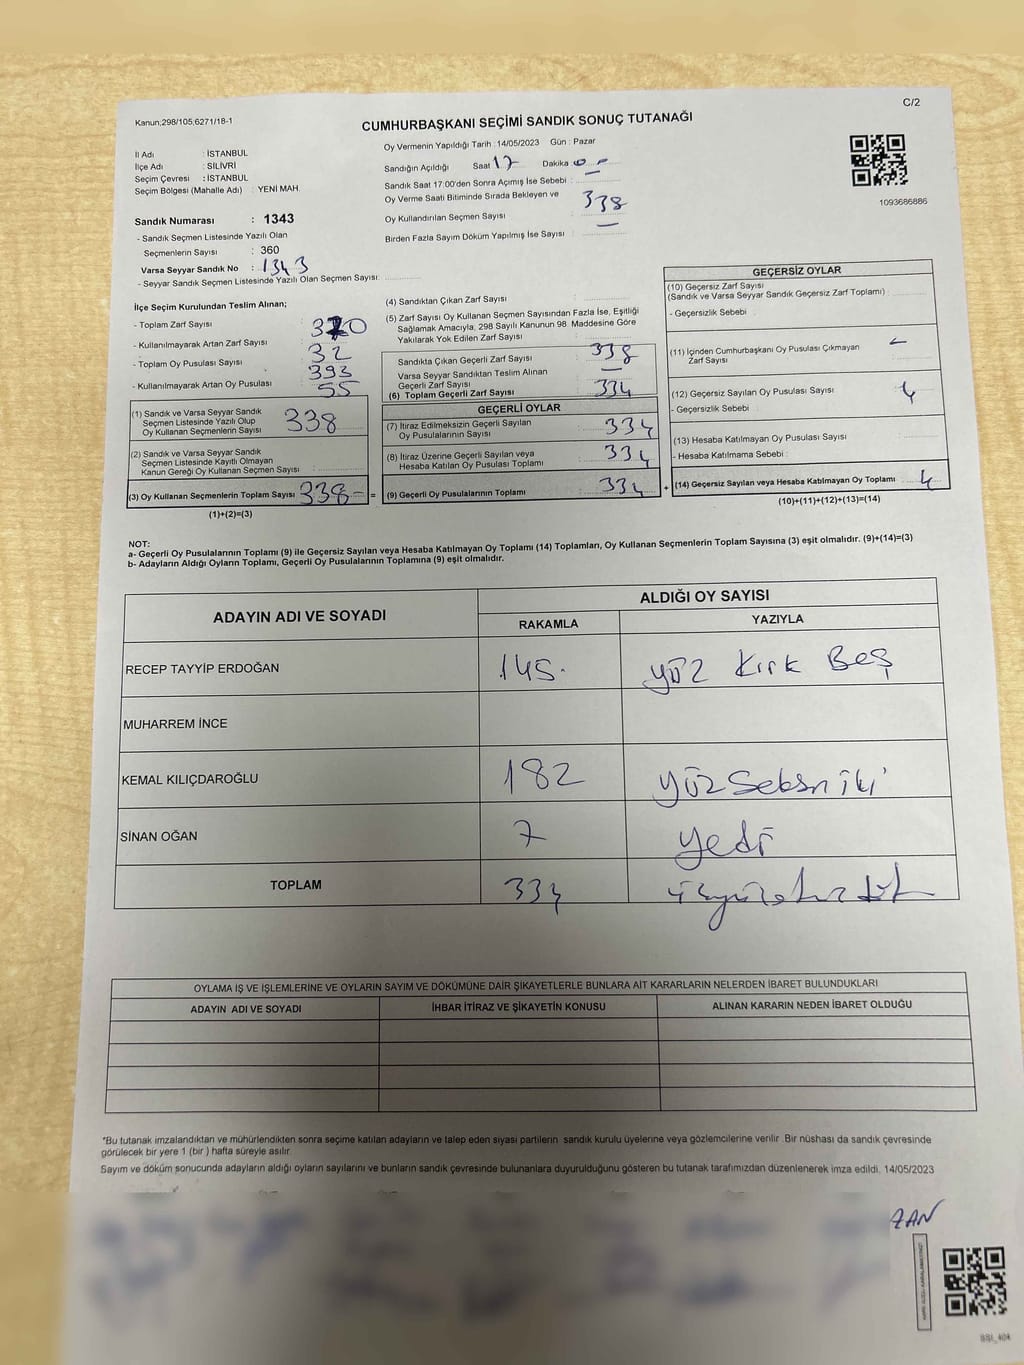 Kanun;298/105;6271/18-1
C/2
CUMHURBAŞKANI SEÇİMİ SANDIK SONUÇ TUTANAĞI
İl Adı : İSTANBUL
İlçe Adı : SİLİVRİ
Seçim Çevresi : İSTANBUL
Seçim Bölgesi (Mahalle Adı) : YENİ MAH.
Sandık Numarası : 1343
- Sandık Seçmen Listesinde Yazılı Olan
Seçmenlerin Sayısı : 360
Varsa Seyyar Sandık No : 1343
- Seyyar Sandık Seçmen Listesinde Yazılı Olan Seçmen Sayısı:
Oy Vermenin Yapıldığı Tarih : 14/05/2023 Gün : Pazar
Sandığın Açıldığı Saat 17 Dakika :
Sandık Saat 17:00'den Sonra Açımış İse Sebebi :
Oy Verme Saati Bitiminde Sırada Bekleyen ve
Oy Kullandırılan Seçmen Sayısı : 338
Birden Fazla Sayım Döküm Yapılmış İse Sayısı : —
1093686886
İlçe Seçim Kurulundan Teslim Alınan;
- Toplam Zarf Sayısı : 370
- Kullanılmayarak Artan Zarf Sayısı : 32
- Toplam Oy Pusulası Sayısı : 393
- Kullanılmayarak Artan Oy Pusulası : 55
(1) Sandık ve Varsa Seyyar Sandık
Seçmen Listesinde Yazılı Olup
Oy Kullanan Seçmenlerin Sayısı 338
(2) Sandık ve Varsa Seyyar Sandık
Seçmen Listesinde Kayıtlı Olmayan
Kanun Gereği Oy Kullanan Seçmen Sayısı :
(3) Oy Kullanan Seçmenlerin Toplam Sayısı 338 =
(1)+(2)=(3)
(4) Sandıktan Çıkan Zarf Sayısı :
(5) Zarf Sayısı Oy Kullanan Seçmen Sayısından Fazla İse, Eşitliği
Sağlamak Amacıyla, 298 Sayılı Kanunun 98. Maddesine Göre
Yakılarak Yok Edilen Zarf Sayısı :
Sandıkta Çıkan Geçerli Zarf Sayısı : 338
Varsa Seyyar Sandıktan Teslim Alınan
Geçerli Zarf Sayısı : —
(6) Toplam Geçerli Zarf Sayısı : 334
GEÇERLİ OYLAR
(7) İtiraz Edilmeksizin Geçerli Sayılan
Oy Pusulalarının Sayısı : 334
(8) İtiraz Üzerine Geçerli Sayılan veya
Hesaba Katılan Oy Pusulası Toplamı : 334
(9) Geçerli Oy Pusulalarının Toplamı : 334 +
GEÇERSİZ OYLAR
(10) Geçersiz Zarf Sayısı
(Sandık ve Varsa Seyyar Sandık Geçersiz Zarf Toplamı) :
- Geçersizlik Sebebi :
(11) İçinden Cumhurbaşkanı Oy Pusulası Çıkmayan
Zarf Sayısı : —
(12) Geçersiz Sayılan Oy Pusulası Sayısı : 4
- Geçersizlik Sebebi :
(13) Hesaba Katılmayan Oy Pusulası Sayısı :
- Hesaba Katılmama Sebebi :
(14) Geçersiz Sayılan veya Hesaba Katılmayan Oy Toplamı : 4
(10)+(11)+(12)+(13)=(14)
NOT:
a- Geçerli Oy Pusulalarının Toplamı (9) ile Geçersiz Sayılan veya Hesaba Katılmayan Oy Toplamı (14) Toplamları, Oy Kullanan Seçmenlerin Toplam Sayısına (3) eşit olmalıdır. (9)+(14)=(3)
b- Adayların Aldığı Oyların Toplamı, Geçerli Oy Pusulalarının Toplamına (9) eşit olmalıdır.
ADAYIN ADI VE SOYADI
ALDIĞI OY SAYISI
RAKAMLA YAZIYLA
RECEP TAYYİP ERDOĞAN 145 yüz Kırk Beş
MUHARREM İNCE
KEMAL KILIÇDAROĞLU 182 yüz Seksen iki
SİNAN OĞAN 7 yedi
TOPLAM 334
OYLAMA İŞ VE İŞLEMLERİNE VE OYLARIN SAYIM VE DÖKÜMÜNE DAİR ŞİKAYETLERLE BUNLARA AİT KARARLARIN NELERDEN İBARET BULUNDUKLARI
ADAYIN ADI VE SOYADI İHBAR İTİRAZ VE ŞİKAYETİN KONUSU ALINAN KARARIN NEDEN İBARET OLDUĞU
*Bu tutanak imzalandıktan ve mühürlendikten sonra seçime katılan adayların ve talep eden siyasi partilerin sandık kurulu üyelerine veya gözlemcilerine verilir. Bir nüshası da sandık çevresinde
görülecek bir yere 1 (bir) hafta süreyle asılır.
Sayım ve döküm sonucunda adayların aldığı oyların sayılarını ve bunların sandık çevresinde bulunanlara duyurulduğunu gösteren bu tutanak tarafımızdan düzenlenerek imza edildi. 14/05/2023
ZAN
SSI_404